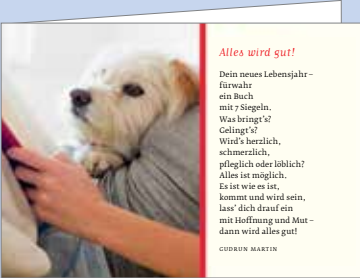 Alles wird gut!
Dein neues Lebensjahr –
fürwahr
ein Buch
mit 7 Siegeln.
Was bringt's?
Gelingt's?
Wird's herzlich,
schmerzlich,
pfleglich oder löblich?
Alles ist möglich.
Es ist wie es ist,
kommt und wird sein,
lass' dich drauf ein
mit Hoffnung und Mut –
dann wird alles gut!
GUDRUN MARTIN